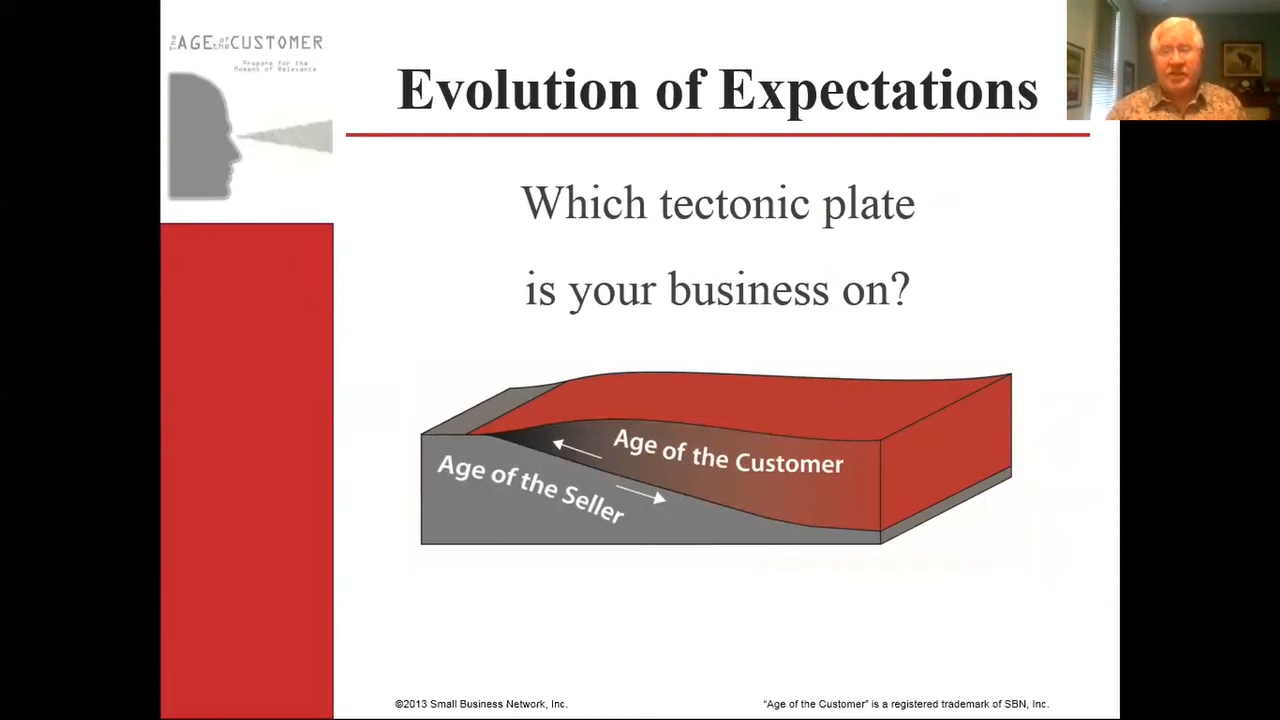 The AGE of the CUSTOMER
Prepare for the
Moment of Relevance
Evolution of Expectations
Which tectonic plate
is your business on?
Age of the Customer
Age of the Seller
©2013 Small Business Network, Inc.
“Age of the Customer” is a registered trademark of SBN, Inc.